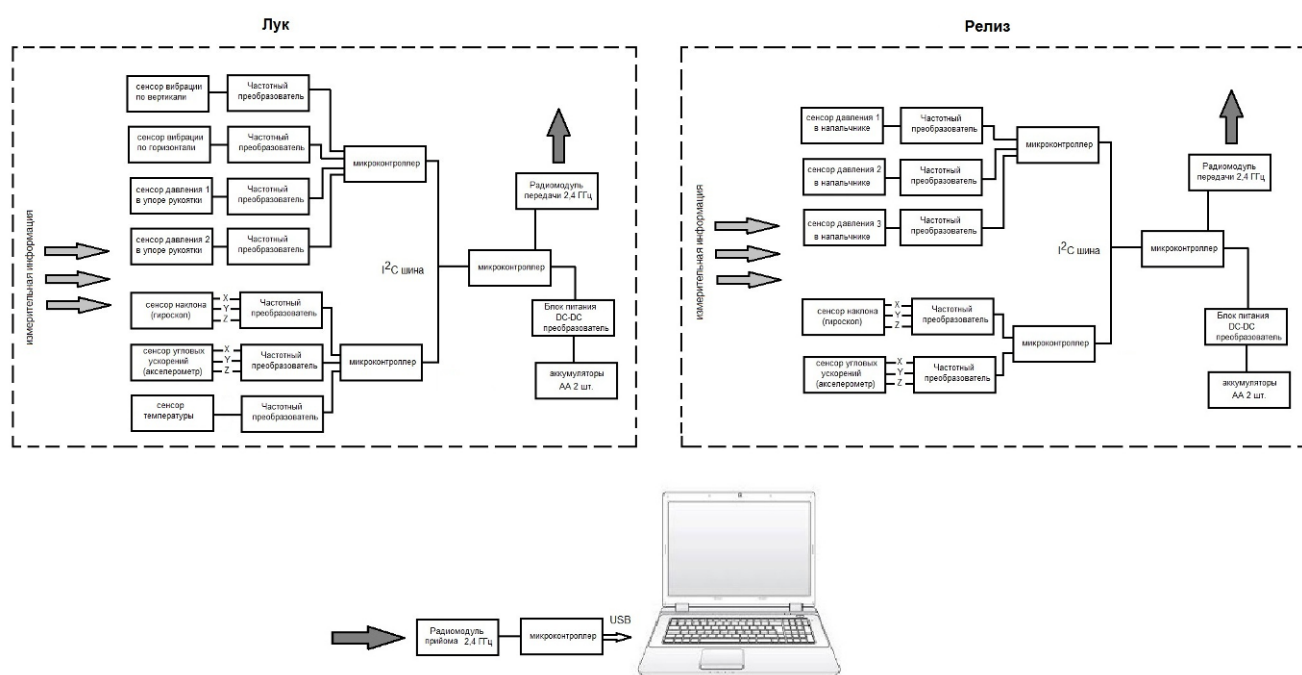 Лук
измерительная информация
сенсор вибрации
по вертикали
Частотный
преобразователь
сенсор вибрации
по горизонтали
Частотный
преобразователь
сенсор давления 1
в упоре рукоятки
Частотный
преобразователь
сенсор давления 2
в упоре рукоятки
Частотный
преобразователь
микроконтроллер
сенсор наклона
(гироскоп)
X
Y
Z
Частотный
преобразователь
сенсор угловых
ускорений
(акселерометр)
X
Y
Z
Частотный
преобразователь
сенсор
температуры
Частотный
преобразователь
микроконтроллер
I²C шина
микроконтроллер
Радиомодуль
передачи 2,4 ГГц
Блок питания
DC-DC
преобразователь
аккумуляторы
АА 2 шт.
Релиз
измерительная информация
сенсор давления 1
в напальчнике
Частотный
преобразователь
сенсор давления 2
в напальчнике
Частотный
преобразователь
сенсор давления 3
в напальчнике
Частотный
преобразователь
микроконтроллер
сенсор наклона
(гироскоп)
X
Y
Z
Частотный
преобразователь
сенсор угловых
ускорений
(акселерометр)
X
Y
Z
Частотный
преобразователь
микроконтроллер
I²C шина
микроконтроллер
Радиомодуль
передачи 2,4 ГГц
Блок питания
DC-DC
преобразователь
аккумуляторы
АА 2 шт.
Радиомодуль
прийома 2,4 ГГц
микроконтроллер
USB